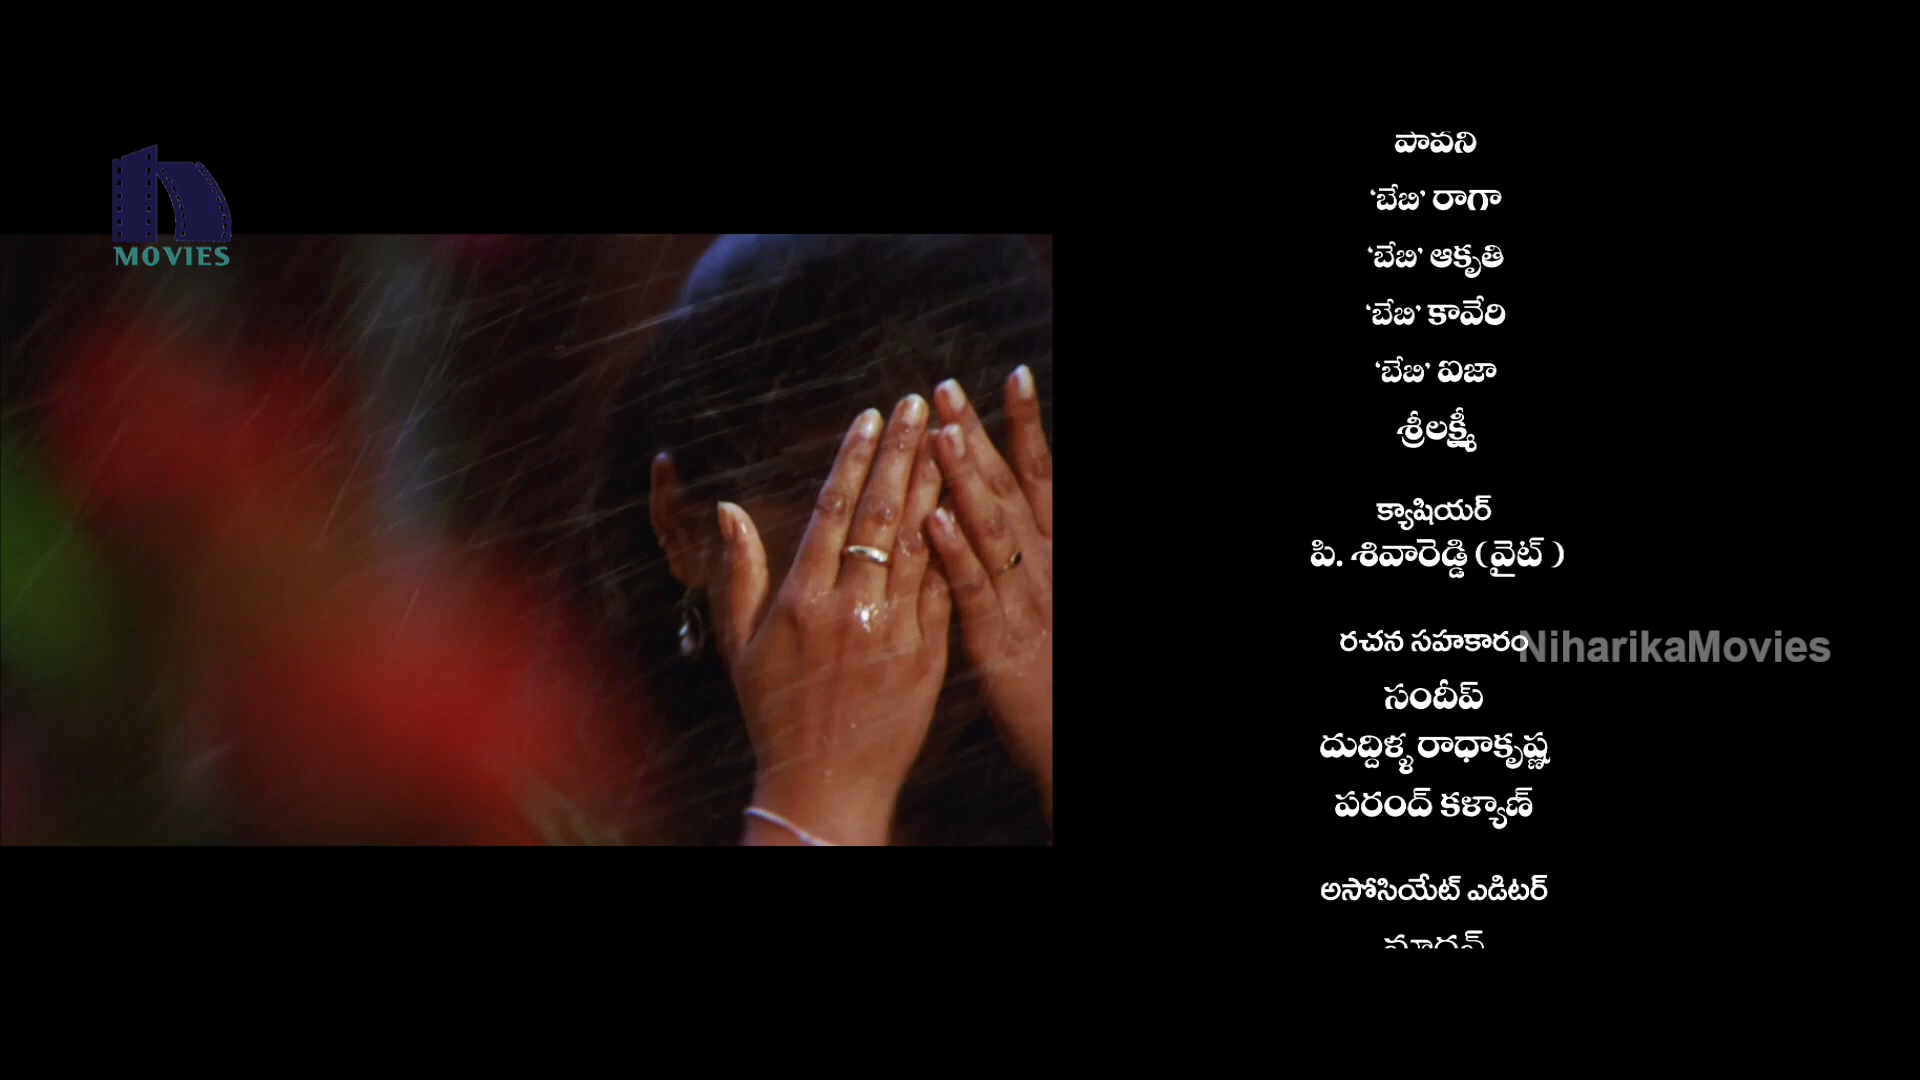 MOVIES
పావని
‘బేబి’ రాగా
‘బేబి’ ఆకృతి
‘బేబి’ కావేరి
‘బేబి’ ఐజా
శ్రీలక్ష్మీ
క్యాషియర్
పి. శివారెడ్డి (వైట్ )
రచన సహకారం
NiharikaMovies
సందీప్
దుద్దిళ్ళ రాధాకృష్ణ
పరంద్ కళ్యాణ్
అసోసియేట్ ఎడిటర్